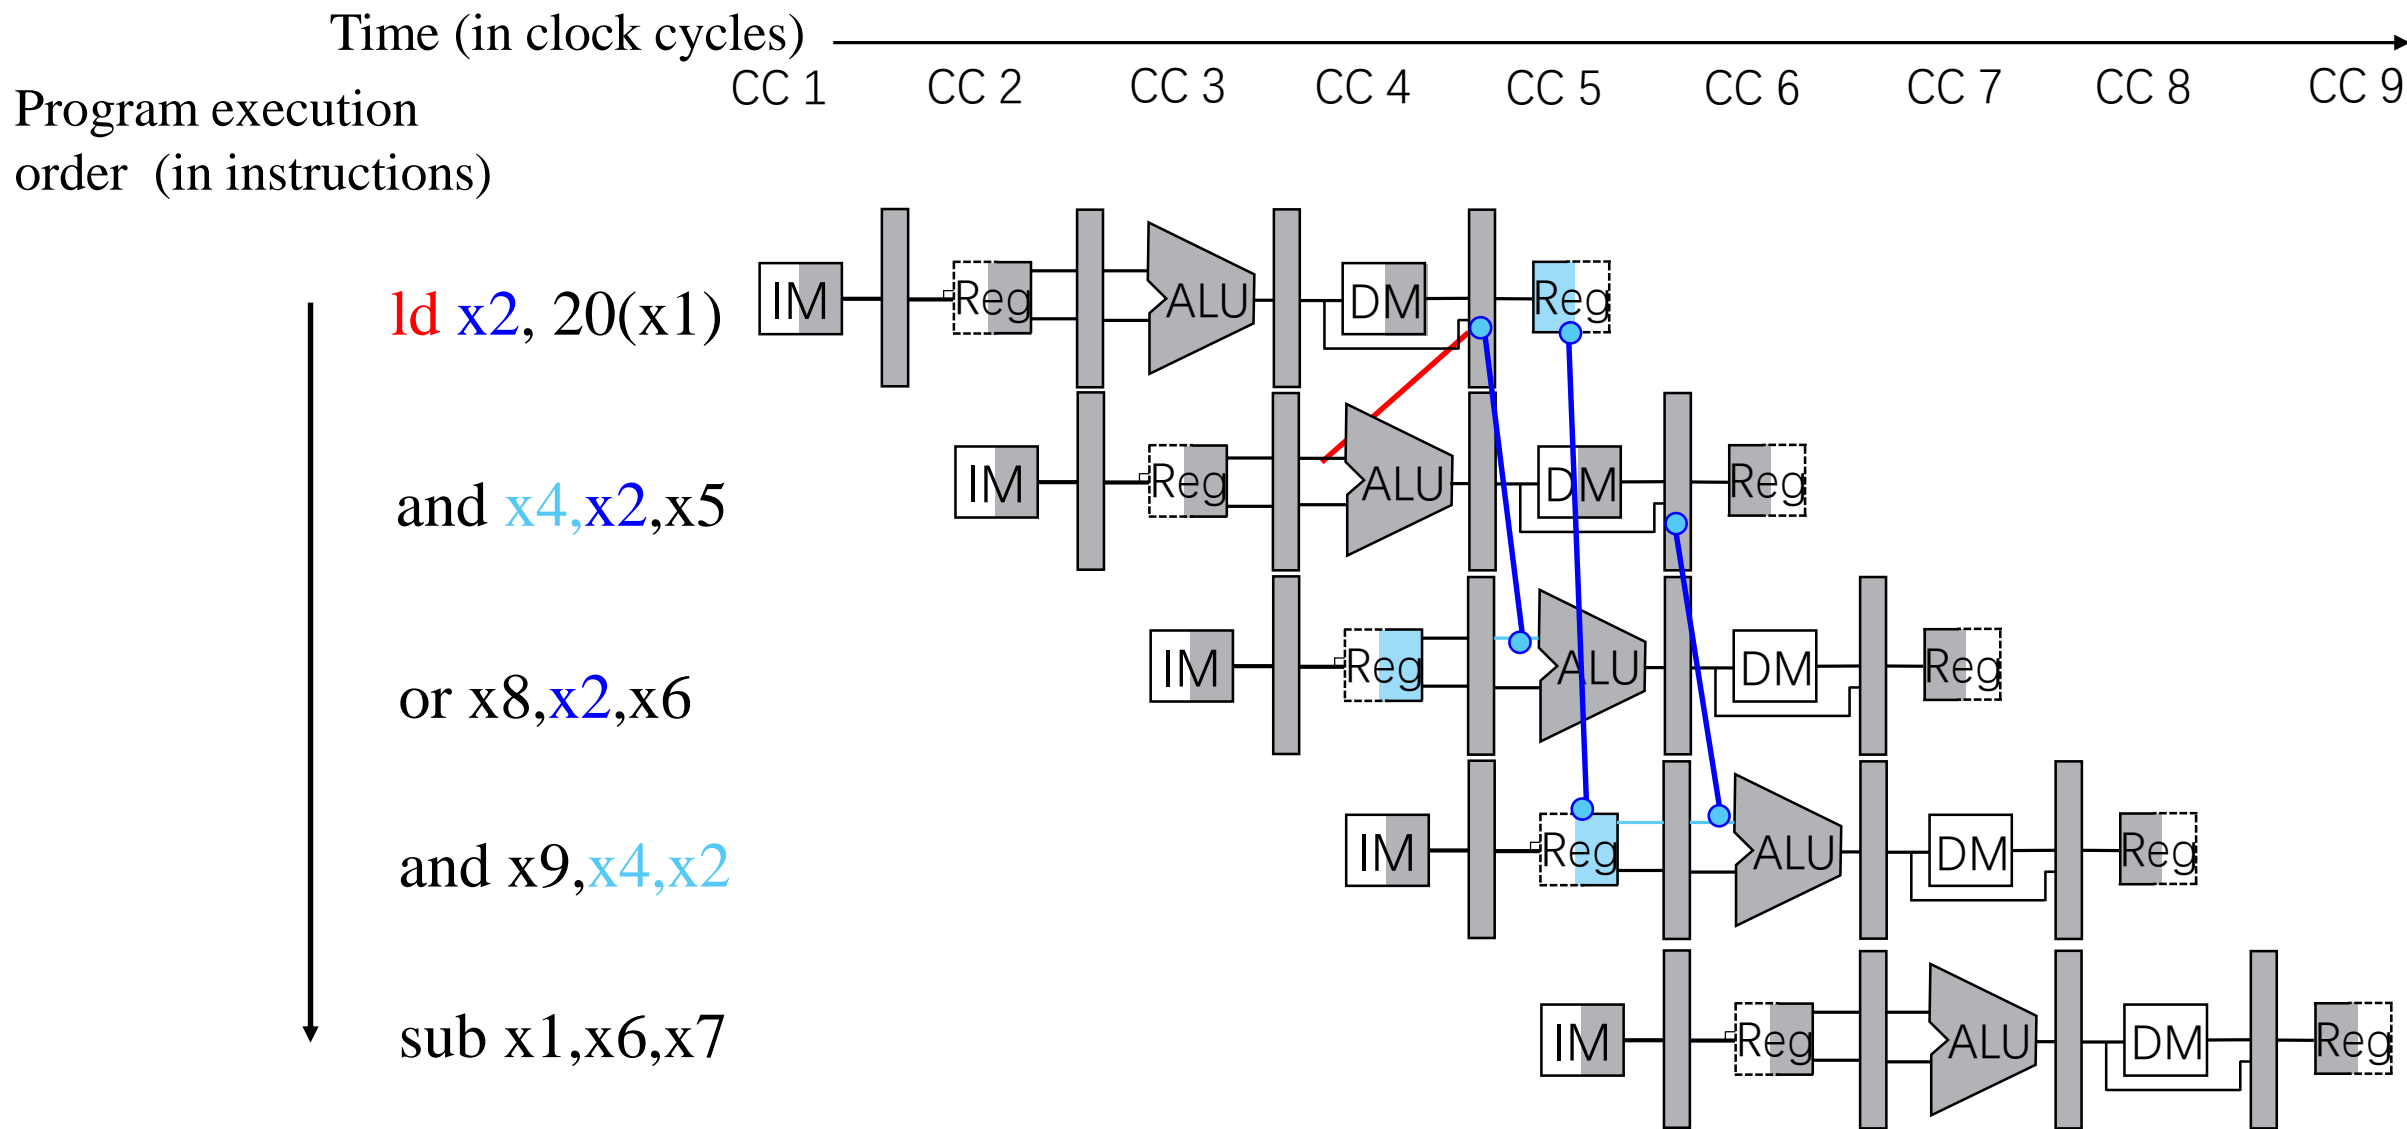 Time (in clock cycles)
CC 1 CC 2 CC 3 CC 4 CC 5 CC 6 CC 7 CC 8 CC 9
Program execution
order (in instructions)
ld x2, 20(x1) IM Reg ALU DM Reg
and x4,x2,x5 IM Reg ALU DM Reg
or x8,x2,x6 IM Reg ALU DM Reg
and x9,x4,x2 IM Reg ALU DM Reg
sub x1,x6,x7 IM Reg ALU DM Reg